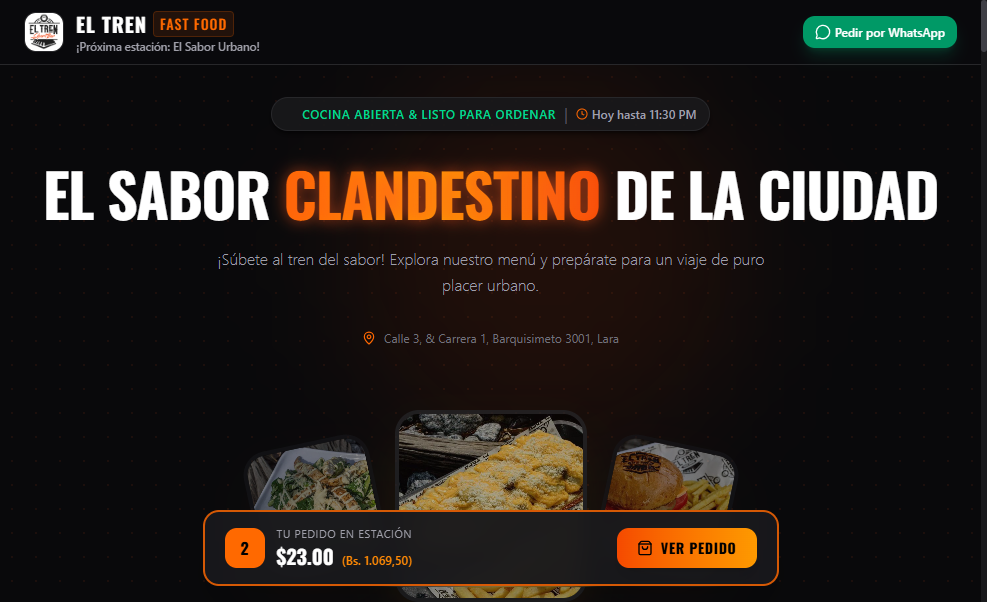 EL TREN
EL TREN FAST FOOD
¡Próxima estación: El Sabor Urbano!
Pedir por WhatsApp
COCINA ABIERTA & LISTO PARA ORDENAR | Hoy hasta 11:30 PM
EL SABOR CLANDESTINO DE LA CIUDAD
¡Súbete al tren del sabor! Explora nuestro menú y prepárate para un viaje de puro
placer urbano.
Calle 3, & Carrera 1, Barquisimeto 3001, Lara
2
TU PEDIDO EN ESTACIÓN
$23.00 (Bs. 1.069,50)
VER PEDIDO